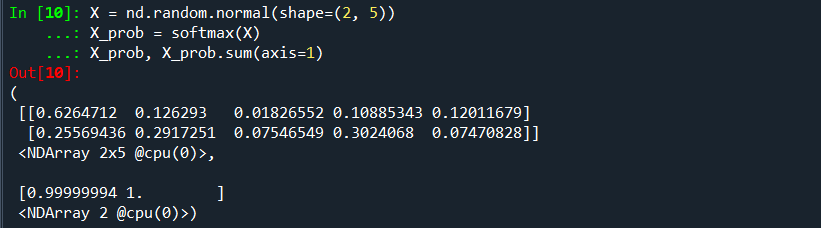 In [10]: X = nd.random.normal(shape=(2, 5))
    ...: X_prob = softmax(X)
    ...: X_prob, X_prob.sum(axis=1)
Out[10]:
(
 [[0.6264712  0.126293   0.01826552 0.10885343 0.12011679]
  [0.25569436 0.2917251  0.07546549 0.3024068  0.07470828]]
 <NDArray 2x5 @cpu(0)>,
 [0.99999994 1.        ]
 <NDArray 2 @cpu(0)>)